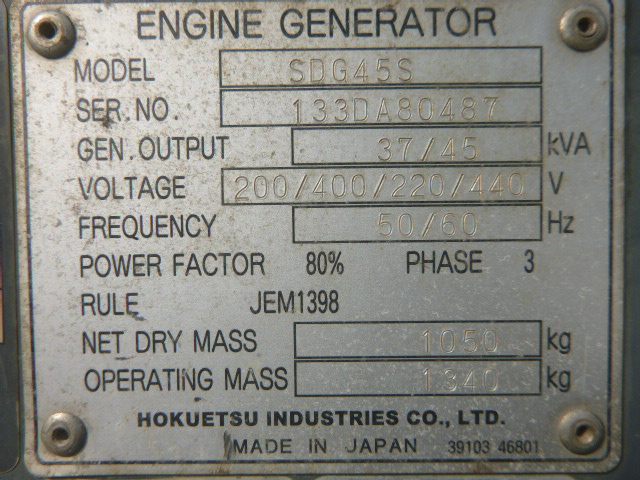 ENGINE GENERATOR
MODEL SDG45S
SER.NO. 133DA80487
GEN.OUTPUT 37/45 kVA
VOLTAGE 200/400/220/440 V
FREQUENCY 50/60 Hz
POWER FACTOR 80% PHASE 3
RULE JEM1398
NET DRY MASS 1050 kg
OPERATING MASS 1340 kg
HOKUETSU INDUSTRIES CO., LTD.
MADE IN JAPAN 39103 46801